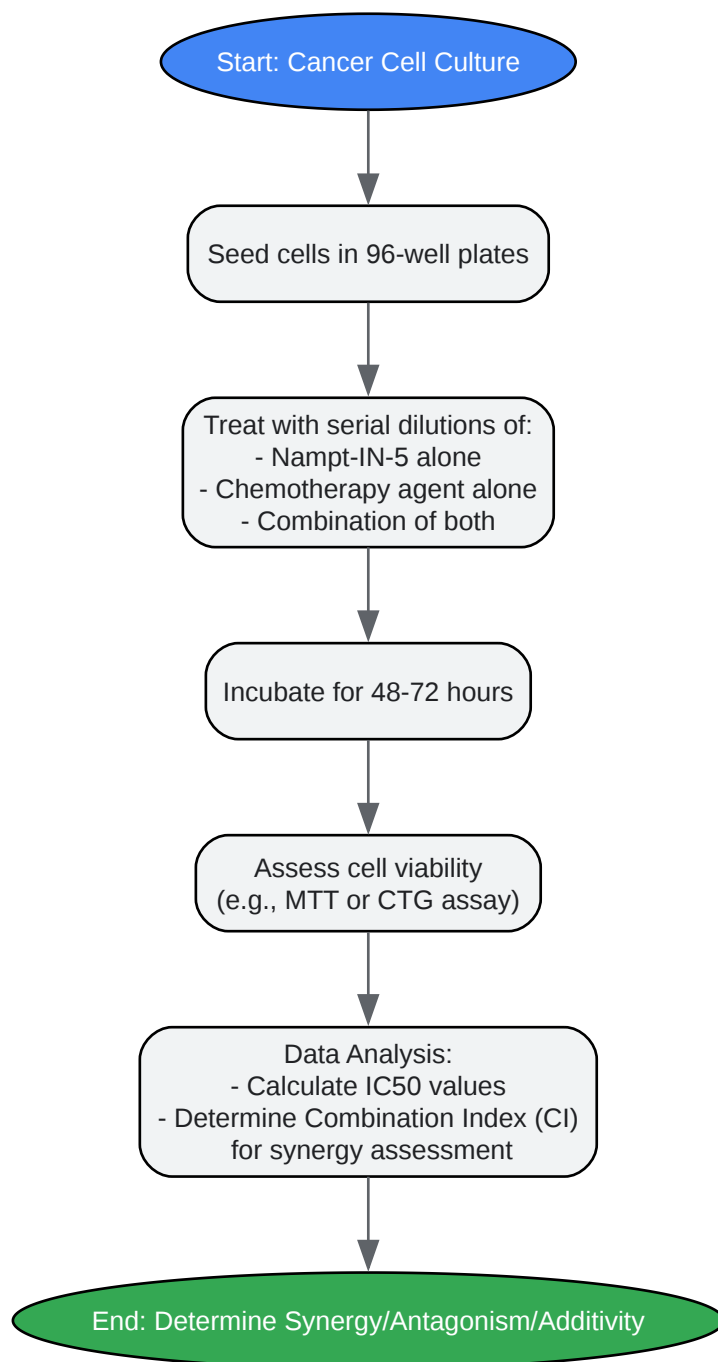 Start: Cancer Cell Culture
Seed cells in 96-well plates
Treat with serial dilutions of:
- Nampt-IN-5 alone
- Chemotherapy agent alone
- Combination of both
Incubate for 48-72 hours
Assess cell viability
(e.g., MTT or CTG assay)
Data Analysis:
- Calculate IC50 values
- Determine Combination Index (CI)
for synergy assessment
End: Determine Synergy/Antagonism/Additivity